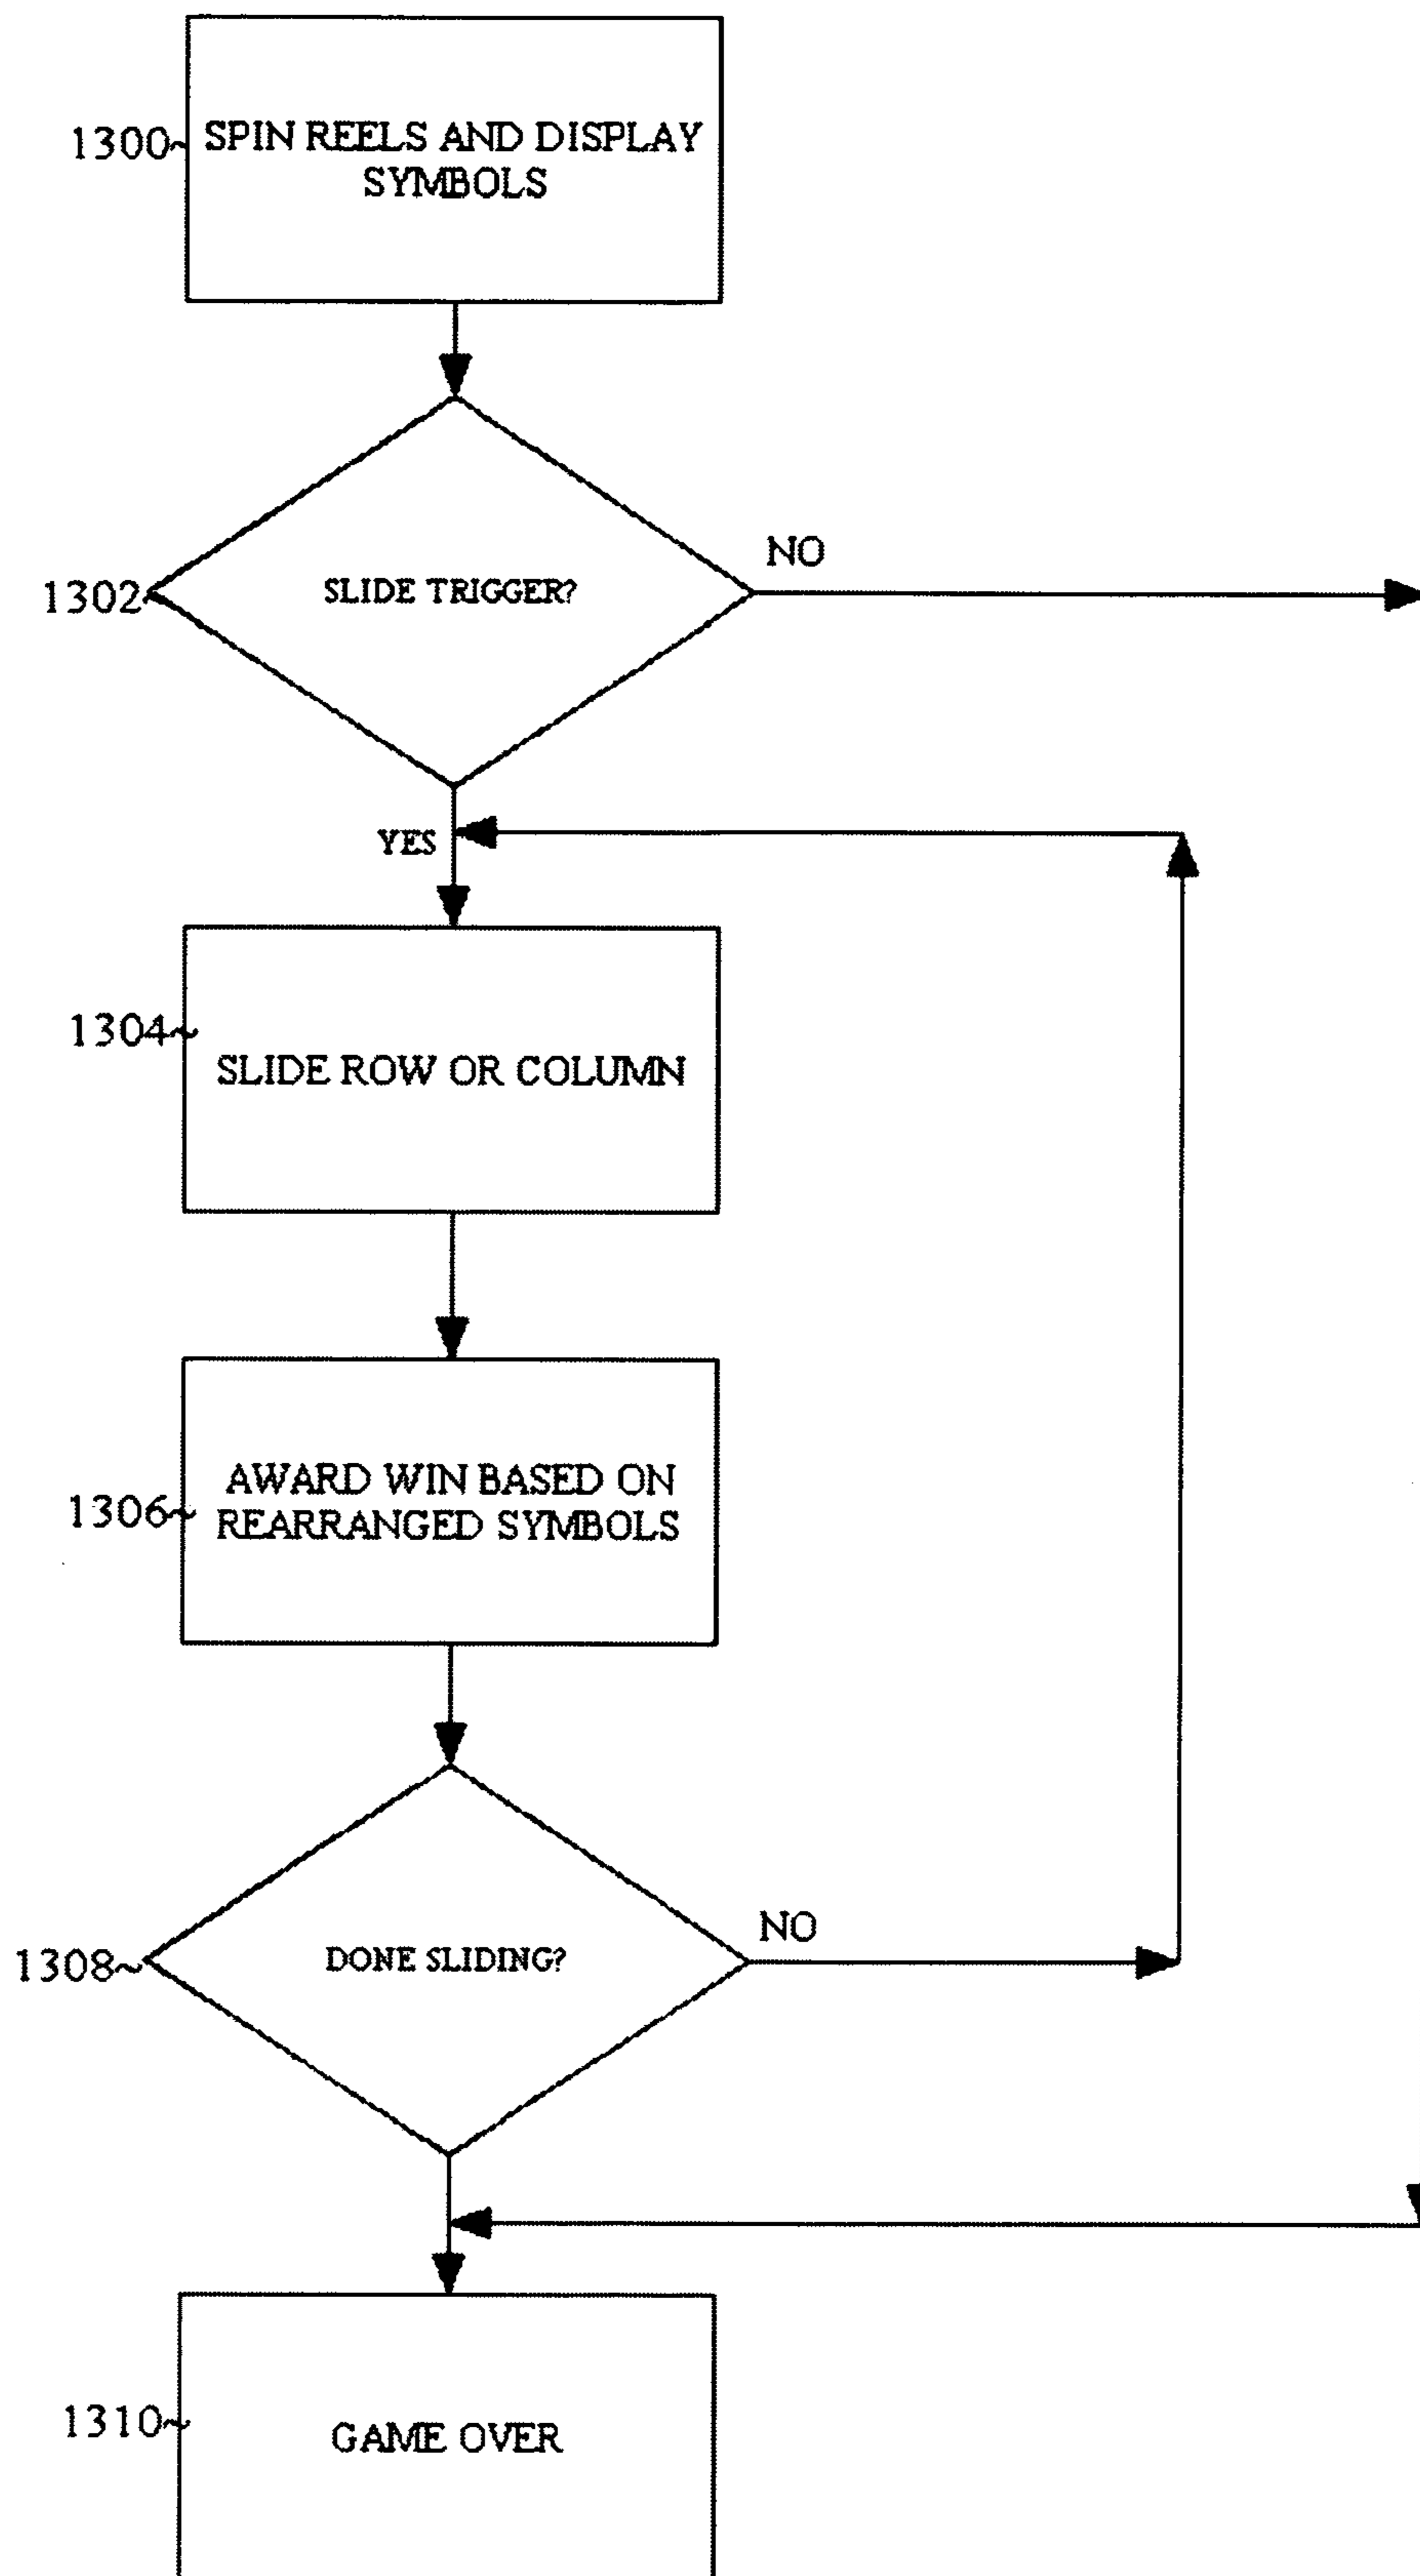 1300
SPIN REELS AND DISPLAY
SYMBOLS
NO
1302
SLIDE TRIGGER?
YES
1304
SLIDE ROW OR COLUMN
1306
AWARD WIN BASED ON
REARRANGED SYMBOLS
NO
1308
DONE SLIDING?
1310
GAME OVER